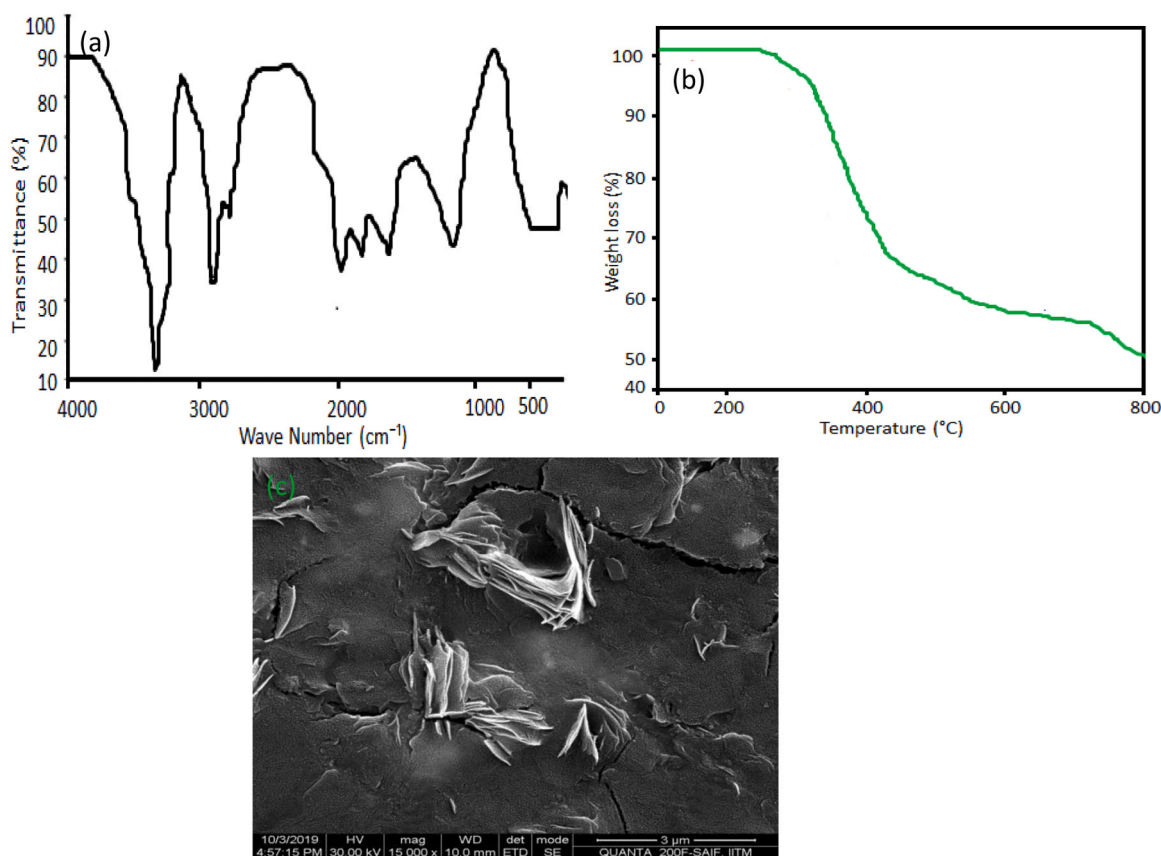 (a)
100
90
80
70
60
50
40
30
20
10
Transmittance (%)
4000 3000 2000 1000 500
Wave Number (cm⁻¹)
(b)
100
90
80
70
60
50
40
Weight loss (%)
0 200 400 600 800
Temperature (°C)
(c)
10/3/2019 HV mag WD det mode 3 µm
4:57:15 PM 30.00 kV 15 000 x 10.0 mm ETD SE QUANTA_200F-SAIF, IITM